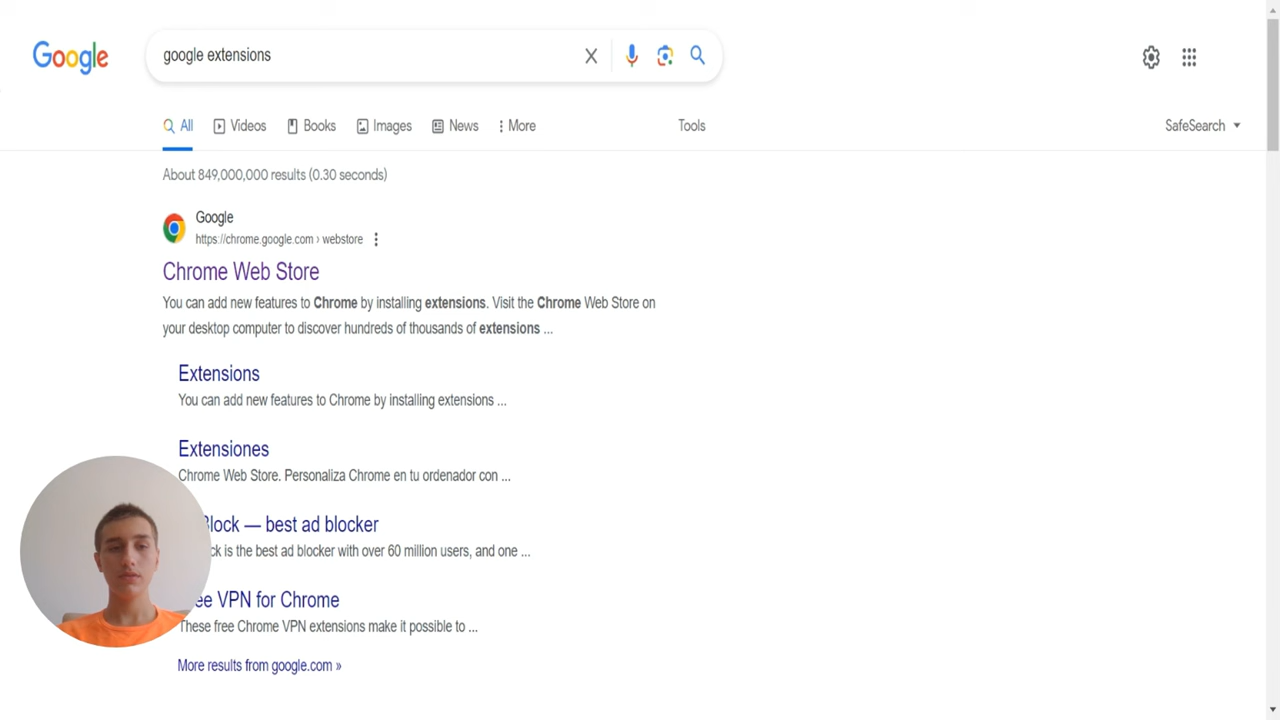 Google
google extensions
All
Videos
Books
Images
News
More
Tools
SafeSearch
About 849,000,000 results (0.30 seconds)
Google
https://chrome.google.com › webstore
Chrome Web Store
You can add new features to Chrome by installing extensions. Visit the Chrome Web Store on
your desktop computer to discover hundreds of thousands of extensions ...
Extensions
You can add new features to Chrome by installing extensions ...
Extensiones
Chrome Web Store. Personaliza Chrome en tu ordenador con ...
— best ad blocker
is the best ad blocker with over 60 million users, and one ...
VPN for Chrome
These free Chrome VPN extensions make it possible to ...
More results from google.com »